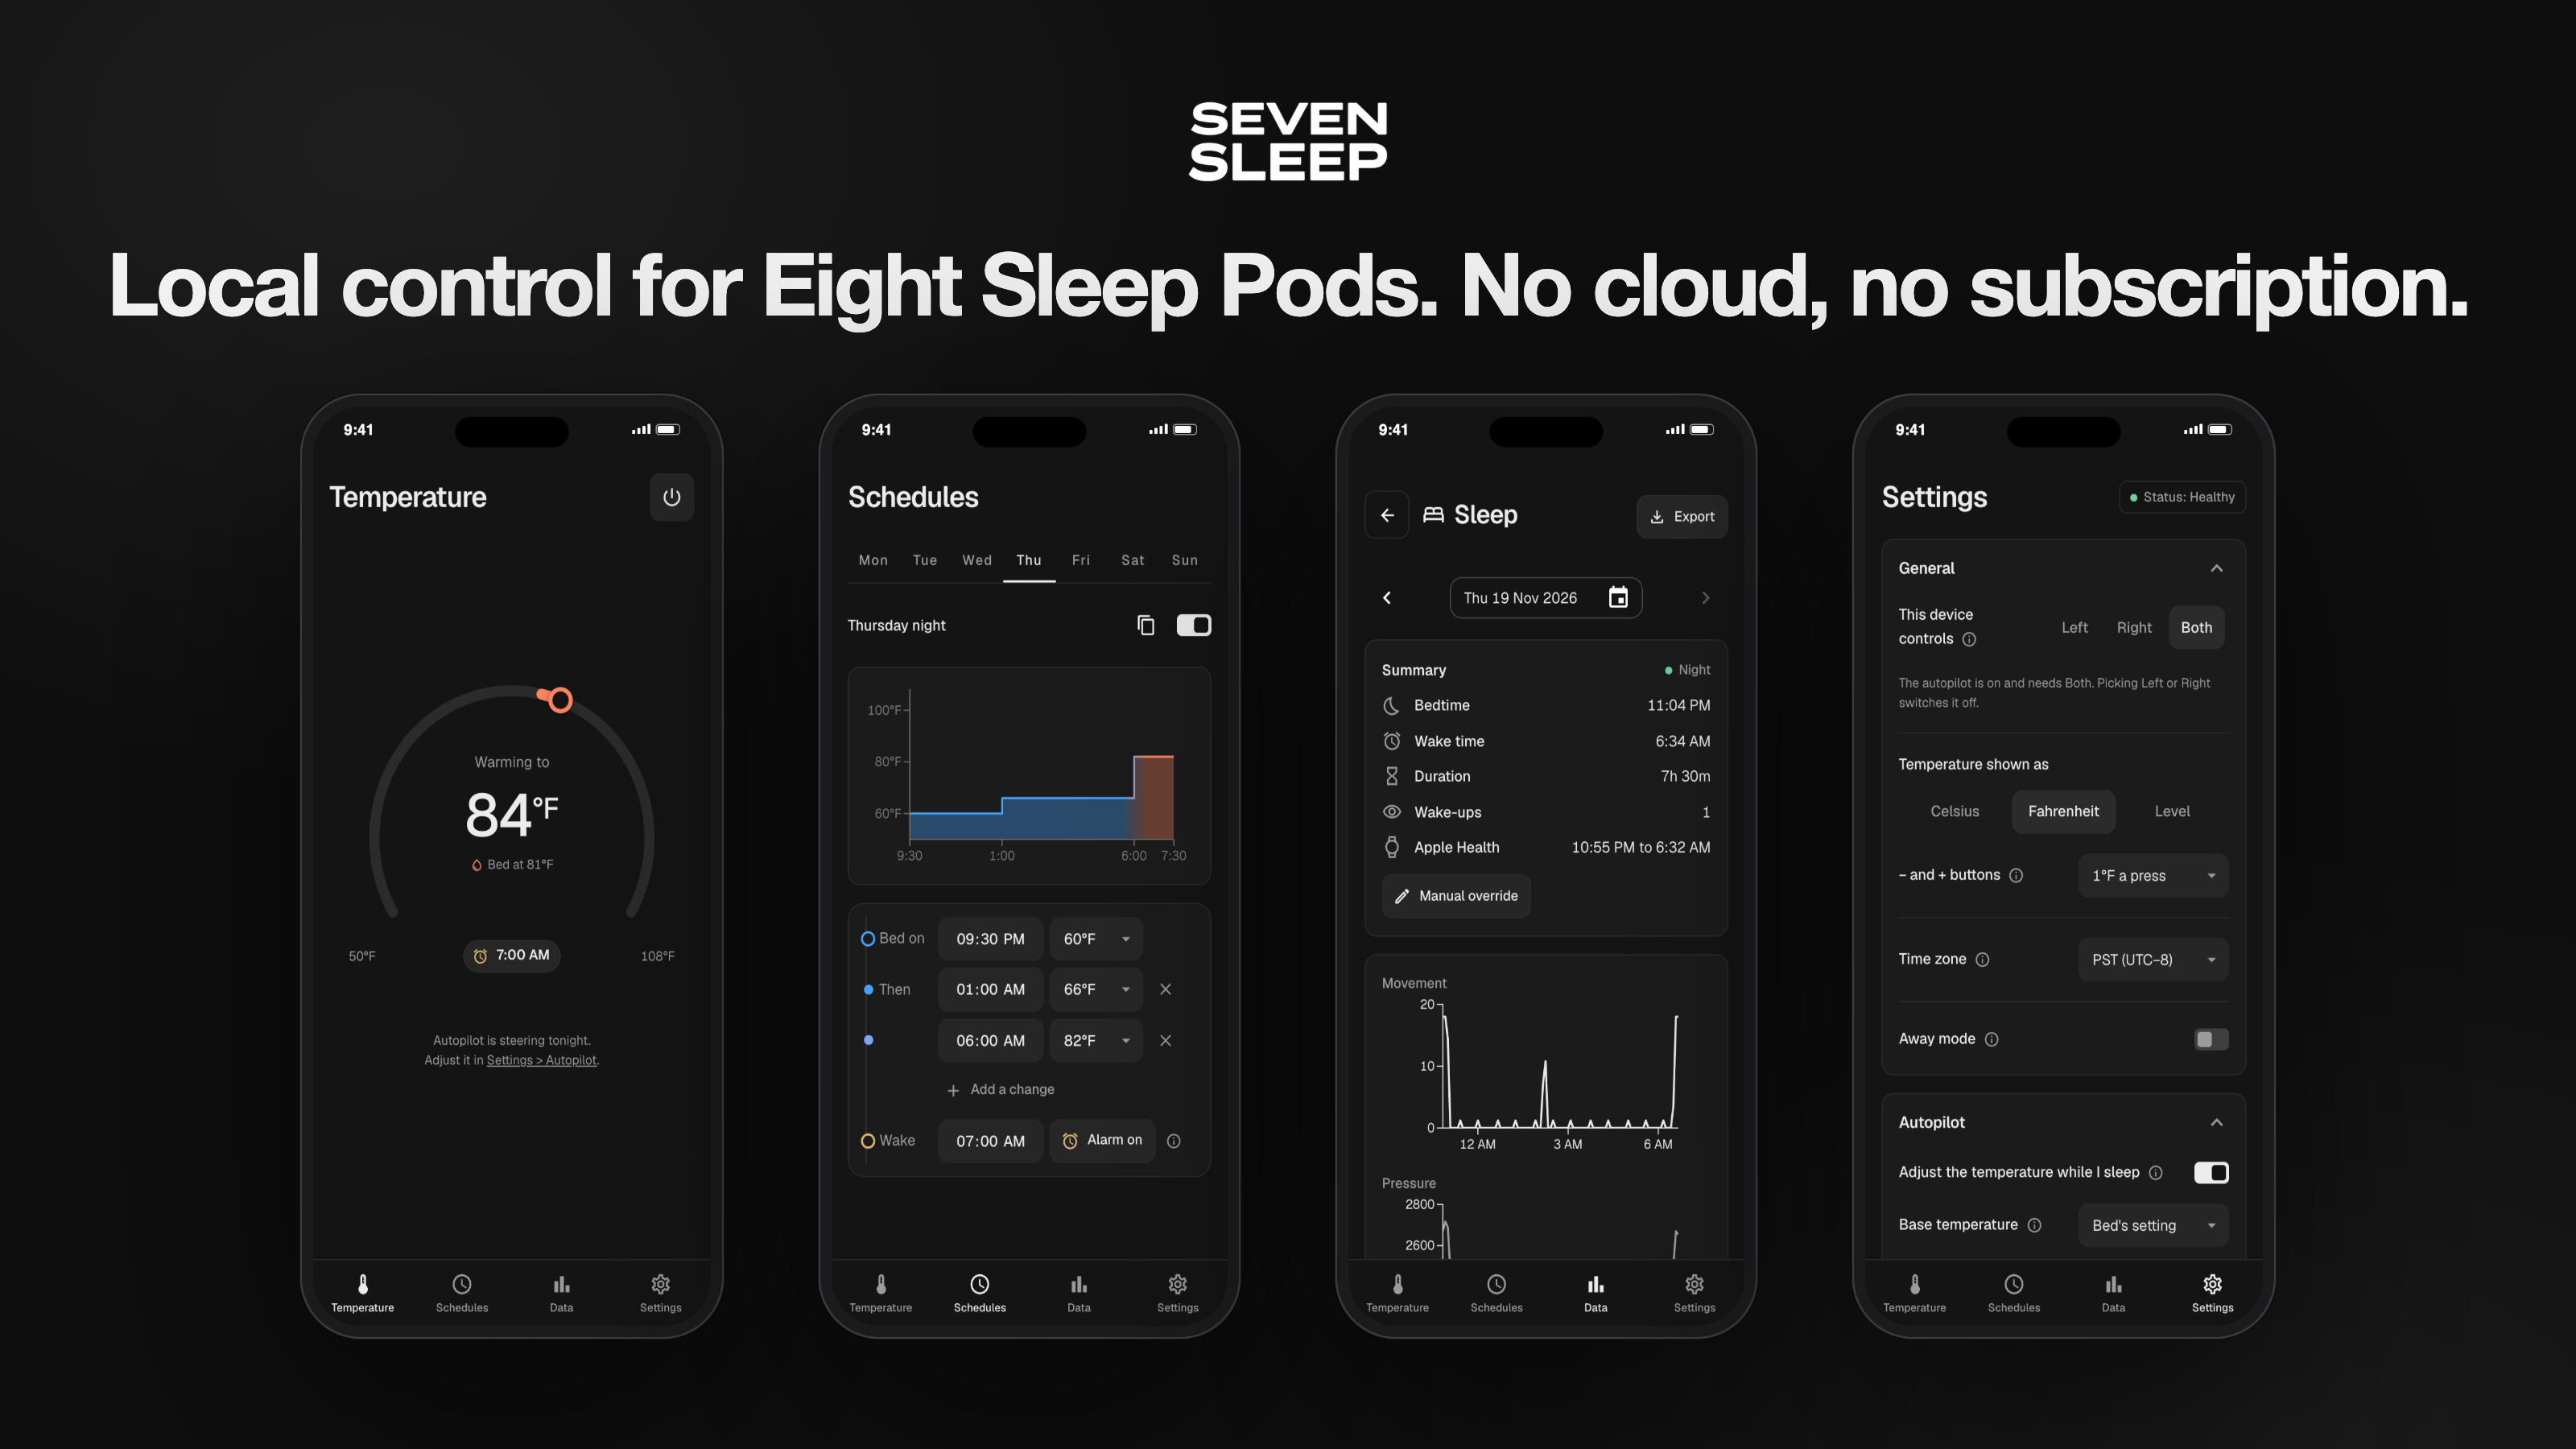 SEVEN
SLEEP
Local control for Eight Sleep Pods. No cloud, no subscription.
9:41
Temperature
Warming to
84°F
Bed at 81°F
50°F
7:00 AM
108°F
Autopilot is steering tonight.
Adjust it in Settings > Autopilot.
Temperature Schedules Data Settings
9:41
Schedules
Mon Tue Wed Thu Fri Sat Sun
Thursday night
100°F
80°F
60°F
9:30 1:00 6:00 7:30
Bed on 09:30 PM 60°F
Then 01:00 AM 66°F
06:00 AM 82°F
+ Add a change
Wake 07:00 AM Alarm on
Temperature Schedules Data Settings
9:41
Sleep Export
Thu 19 Nov 2026
Summary Night
Bedtime 11:04 PM
Wake time 6:34 AM
Duration 7h 30m
Wake-ups 1
Apple Health 10:55 PM to 6:32 AM
Manual override
Movement
20
10
0
12 AM 3 AM 6 AM
Pressure
2800
2600
Temperature Schedules Data Settings
9:41
Settings Status: Healthy
General
This device
controls Left Right Both
The autopilot is on and needs Both. Picking Left or Right
switches it off.
Temperature shown as
Celsius Fahrenheit Level
− and + buttons 1°F a press
Time zone PST (UTC−8)
Away mode
Autopilot
Adjust the temperature while I sleep
Base temperature Bed's setting
Temperature Schedules Data Settings